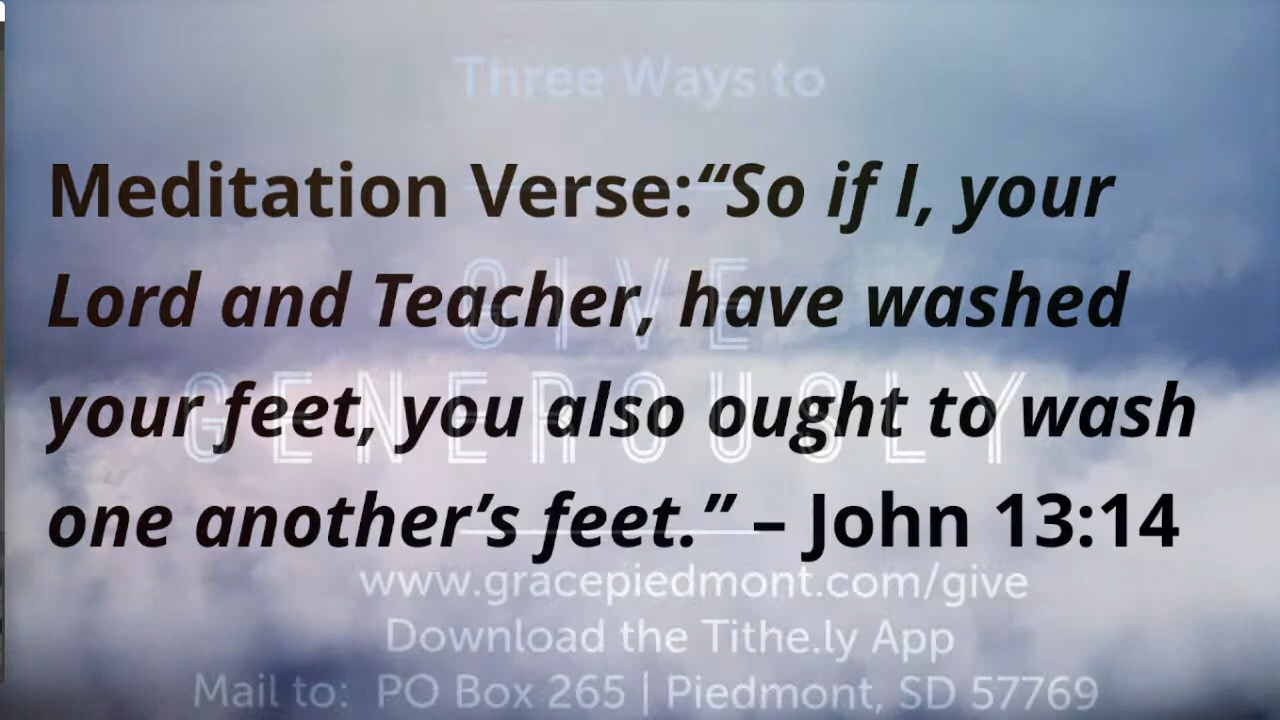 Three Ways to
Meditation Verse:“So if I, your
Lord and Teacher, have washed
GIVE
your feet, you also ought to wash
GENEROUSLY
one another’s feet.” – John 13:14
www.gracepiedmont.com/give
Download the Tithe.ly App
Mail to: PO Box 265 | Piedmont, SD 57769